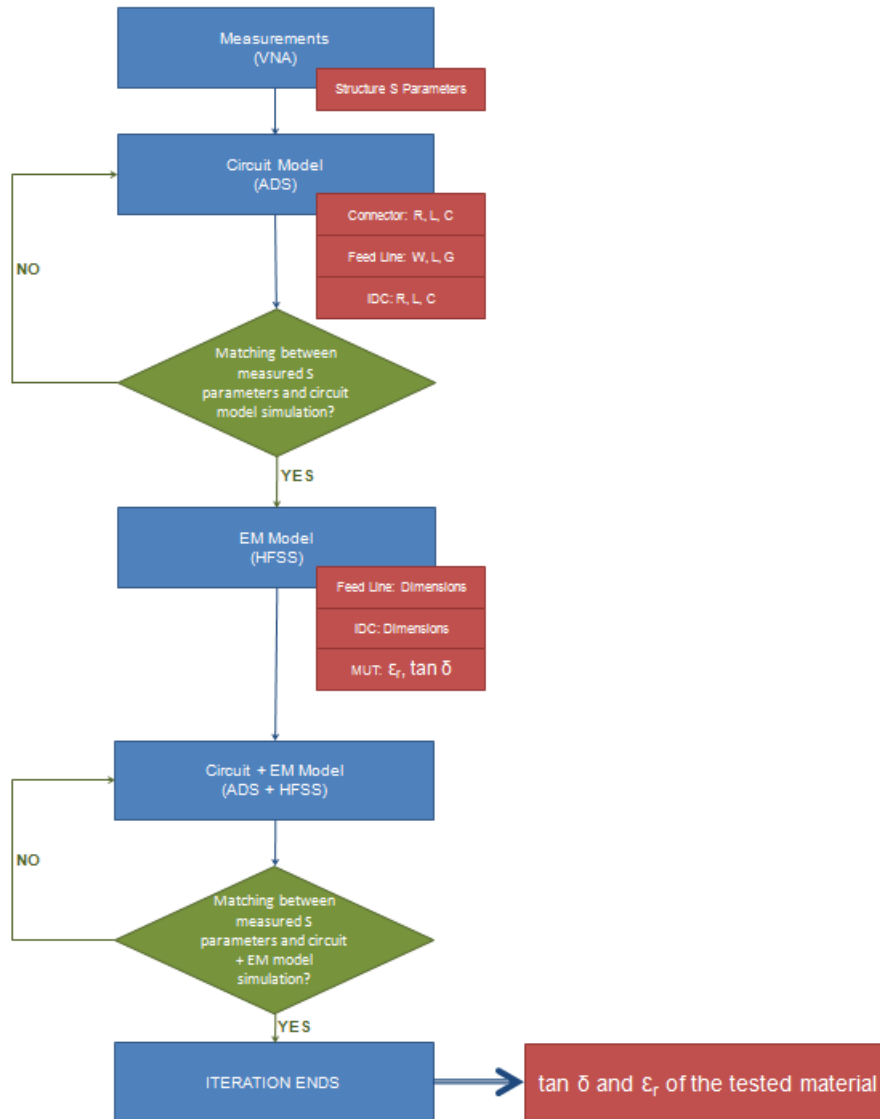 Measurements
(VNA)
Structure S Parameters
Circuit Model
(ADS)
Connector: R, L, C
Feed Line: W, L, G
IDC: R, L, C
NO
Matching between
measured S
parameters and circuit
model simulation?
YES
EM Model
(HFSS)
Feed Line: Dimensions
IDC: Dimensions
MUT: εr, tan δ
Circuit + EM Model
(ADS + HFSS)
NO
Matching between
measured S
parameters and circuit
+ EM model
simulation?
YES
ITERATION ENDS
tan δ and εr of the tested material